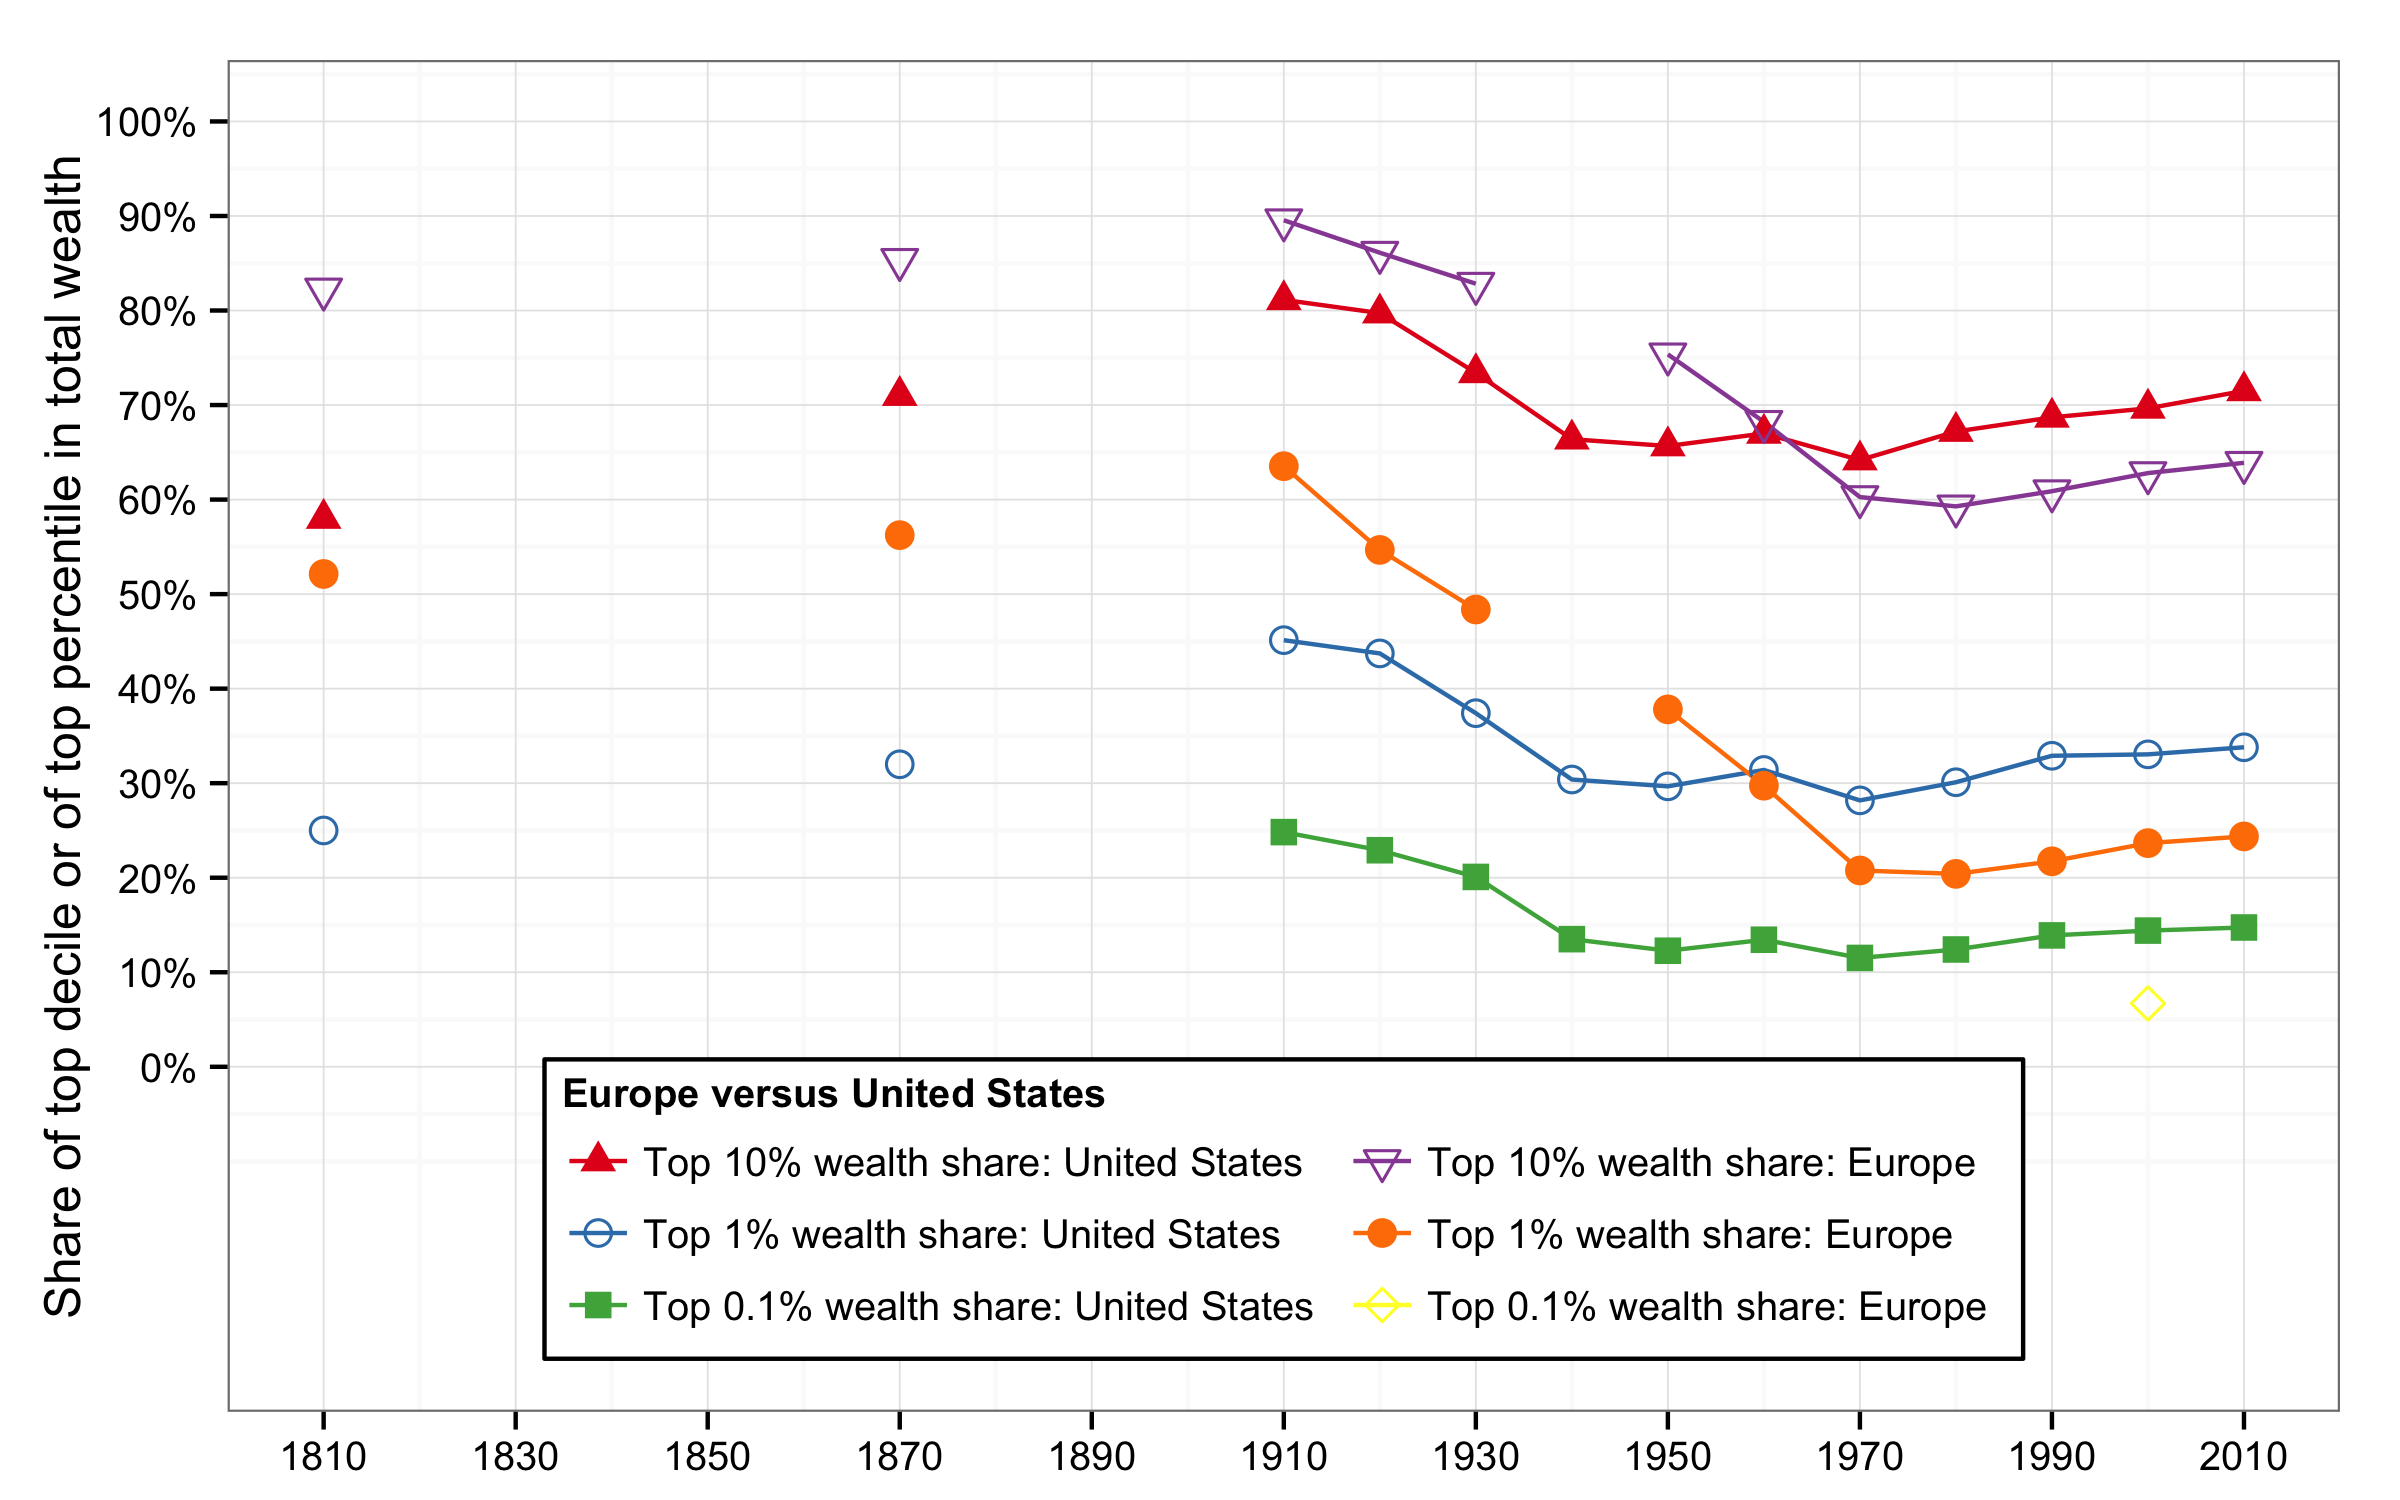 Share of top decile or of top percentile in total wealth
100%
90%
80%
70%
60%
50%
40%
30%
20%
10%
0%
Europe versus United States
Top 10% wealth share: United States
Top 10% wealth share: Europe
Top 1% wealth share: United States
Top 1% wealth share: Europe
Top 0.1% wealth share: United States
Top 0.1% wealth share: Europe
1810 1830 1850 1870 1890 1910 1930 1950 1970 1990 2010